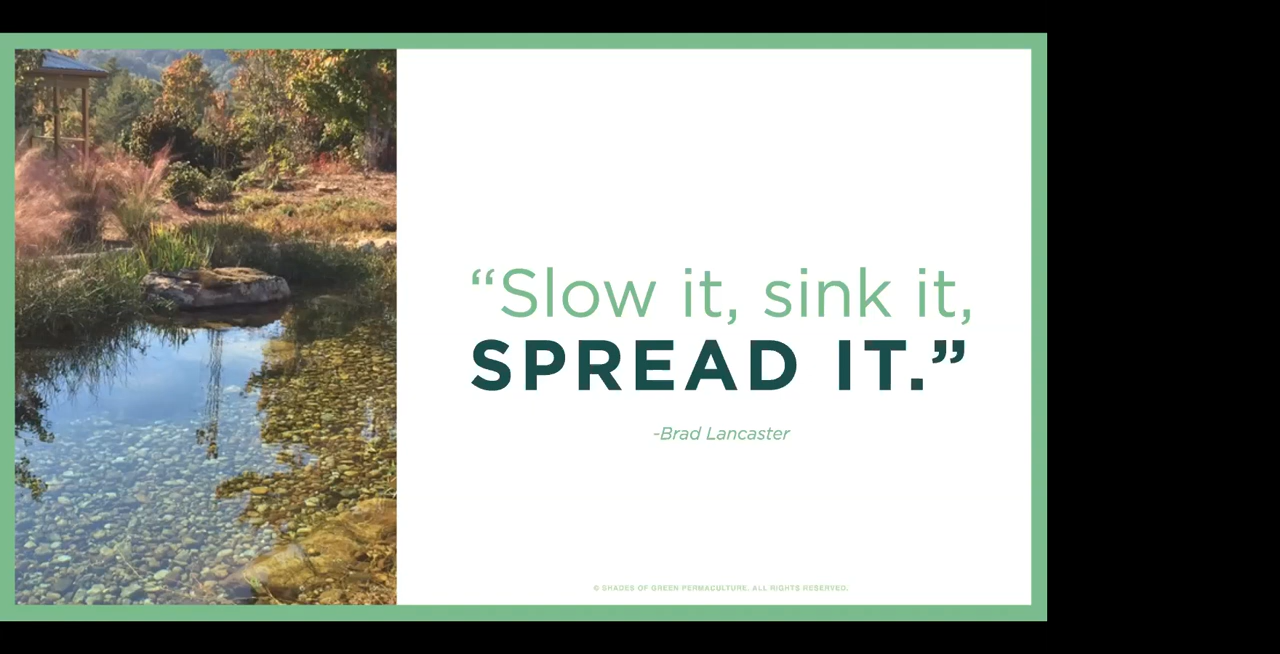 “Slow it, sink it,
SPREAD IT.”
-Brad Lancaster
© SHADES OF GREEN PERMACULTURE. ALL RIGHTS RESERVED.